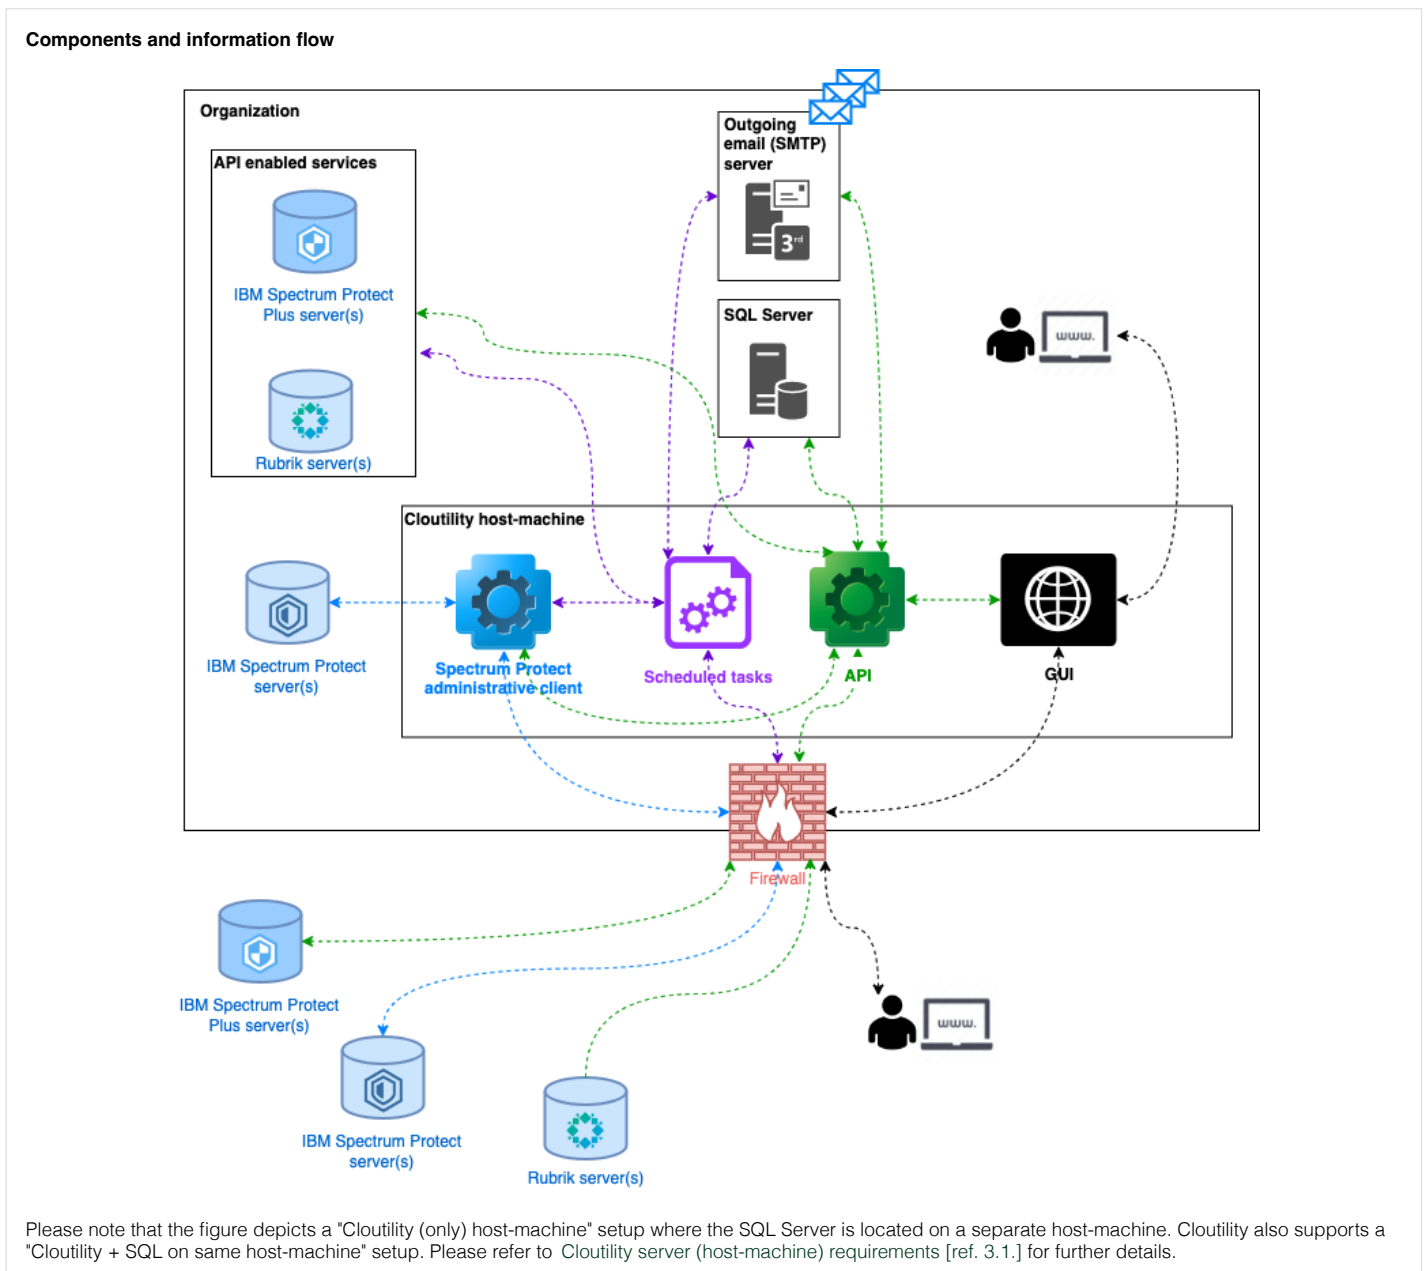 Components and information flow
Organization
API enabled services
IBM Spectrum Protect
Plus server(s)
Rubrik server(s)
Outgoing
email (SMTP)
server
3rd
SQL Server
www.
Cloutility host-machine
IBM Spectrum Protect
server(s)
Spectrum Protect
administrative client
Scheduled tasks
API
GUI
Firewall
IBM Spectrum Protect
Plus server(s)
IBM Spectrum Protect
server(s)
Rubrik server(s)
www.
Please note that the figure depicts a "Cloutility (only) host-machine" setup where the SQL Server is located on a separate host-machine. Cloutility also supports a
"Cloutility + SQL on same host-machine" setup. Please refer to Cloutility server (host-machine) requirements [ref. 3.1.] for further details.